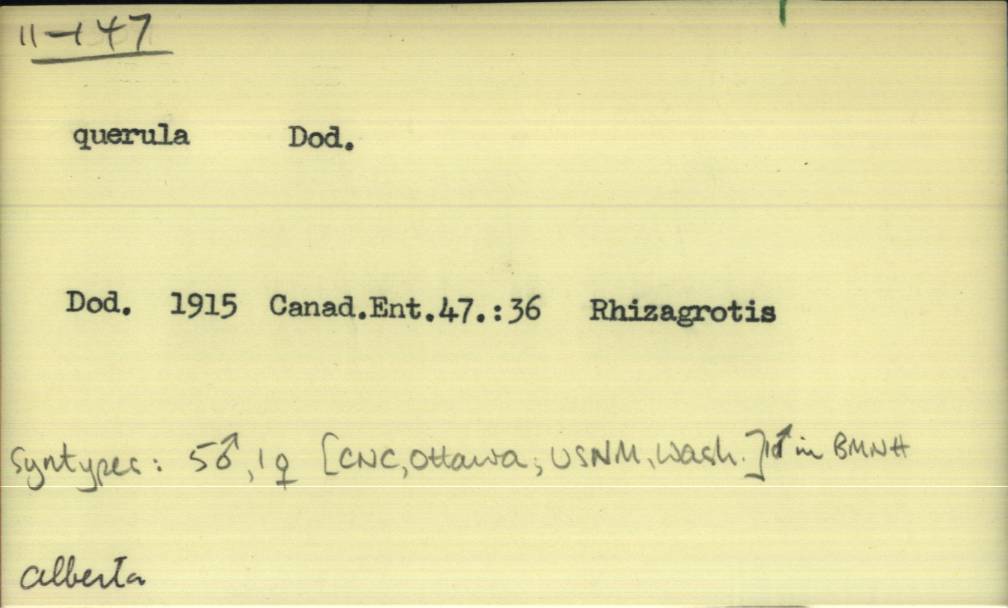 11-147
querula Dod.
Dod. 1915 Canad.Ent.47.:36 Rhizagrotis
Syntypes: 5♂, 1♀ [CNC, Ottawa; USNM, Wash.] 1♂ in BMNH
Alberta